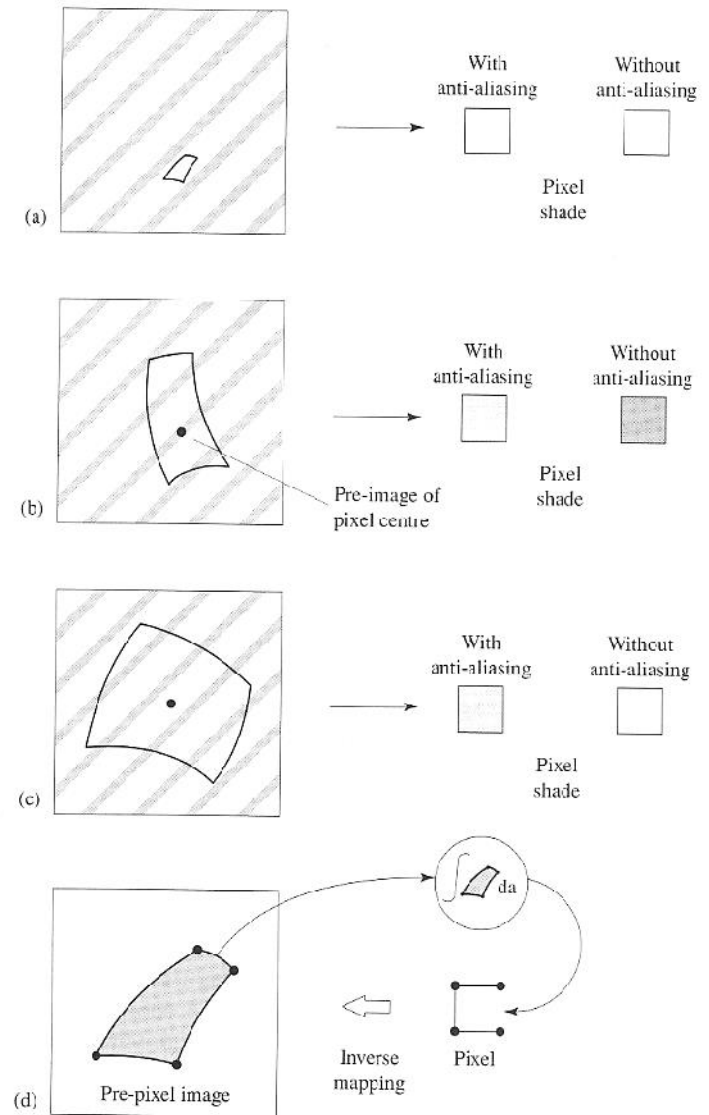 With
anti-aliasing
Without
anti-aliasing
Pixel
shade
(a)
With
anti-aliasing
Without
anti-aliasing
Pixel
shade
Pre-image of
pixel centre
(b)
With
anti-aliasing
Without
anti-aliasing
Pixel
shade
(c)
∫ da
Inverse
mapping
Pixel
Pre-pixel image
(d)